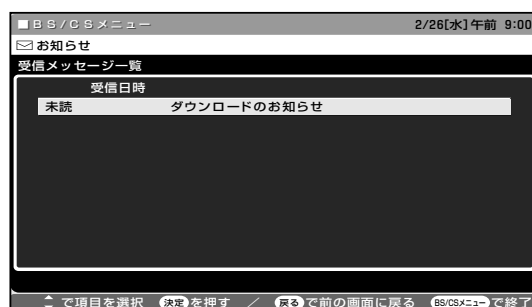 ■BS/CSメニュー 2/26[水]午前 9:00
お知らせ
受信メッセージ一覧
受信日時
未読 ダウンロードのお知らせ
で項目を選択 決定を押す / 戻るで前の画面に戻る BS/CSメニューで終了